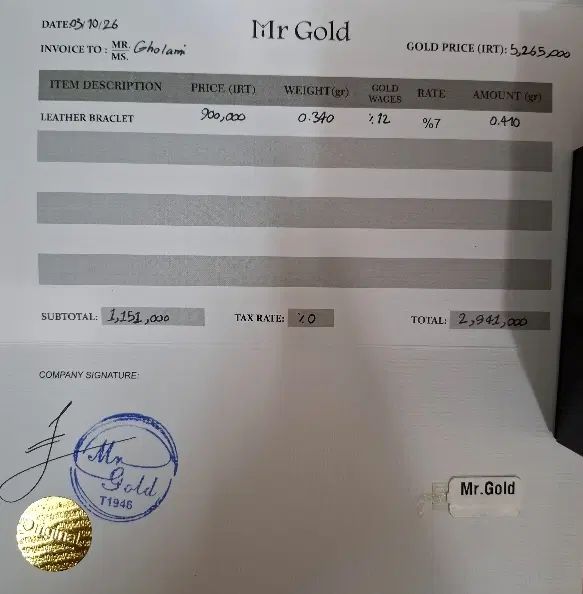 Mr Gold
DATE: 03/10/26
INVOICE TO : MR. MS. Gholami
GOLD PRICE (IRT): 5,265,000
ITEM DESCRIPTION PRICE (IRT) WEIGHT(gr) GOLD WAGES RATE AMOUNT (gr)
LEATHER BRACLET 900,000 0.340 %12 %7 0.410
SUBTOTAL: 1,151,000 TAX RATE: %0 TOTAL: 2,941,000
COMPANY SIGNATURE:
Mr
Gold
T1946
Original
Mr.Gold